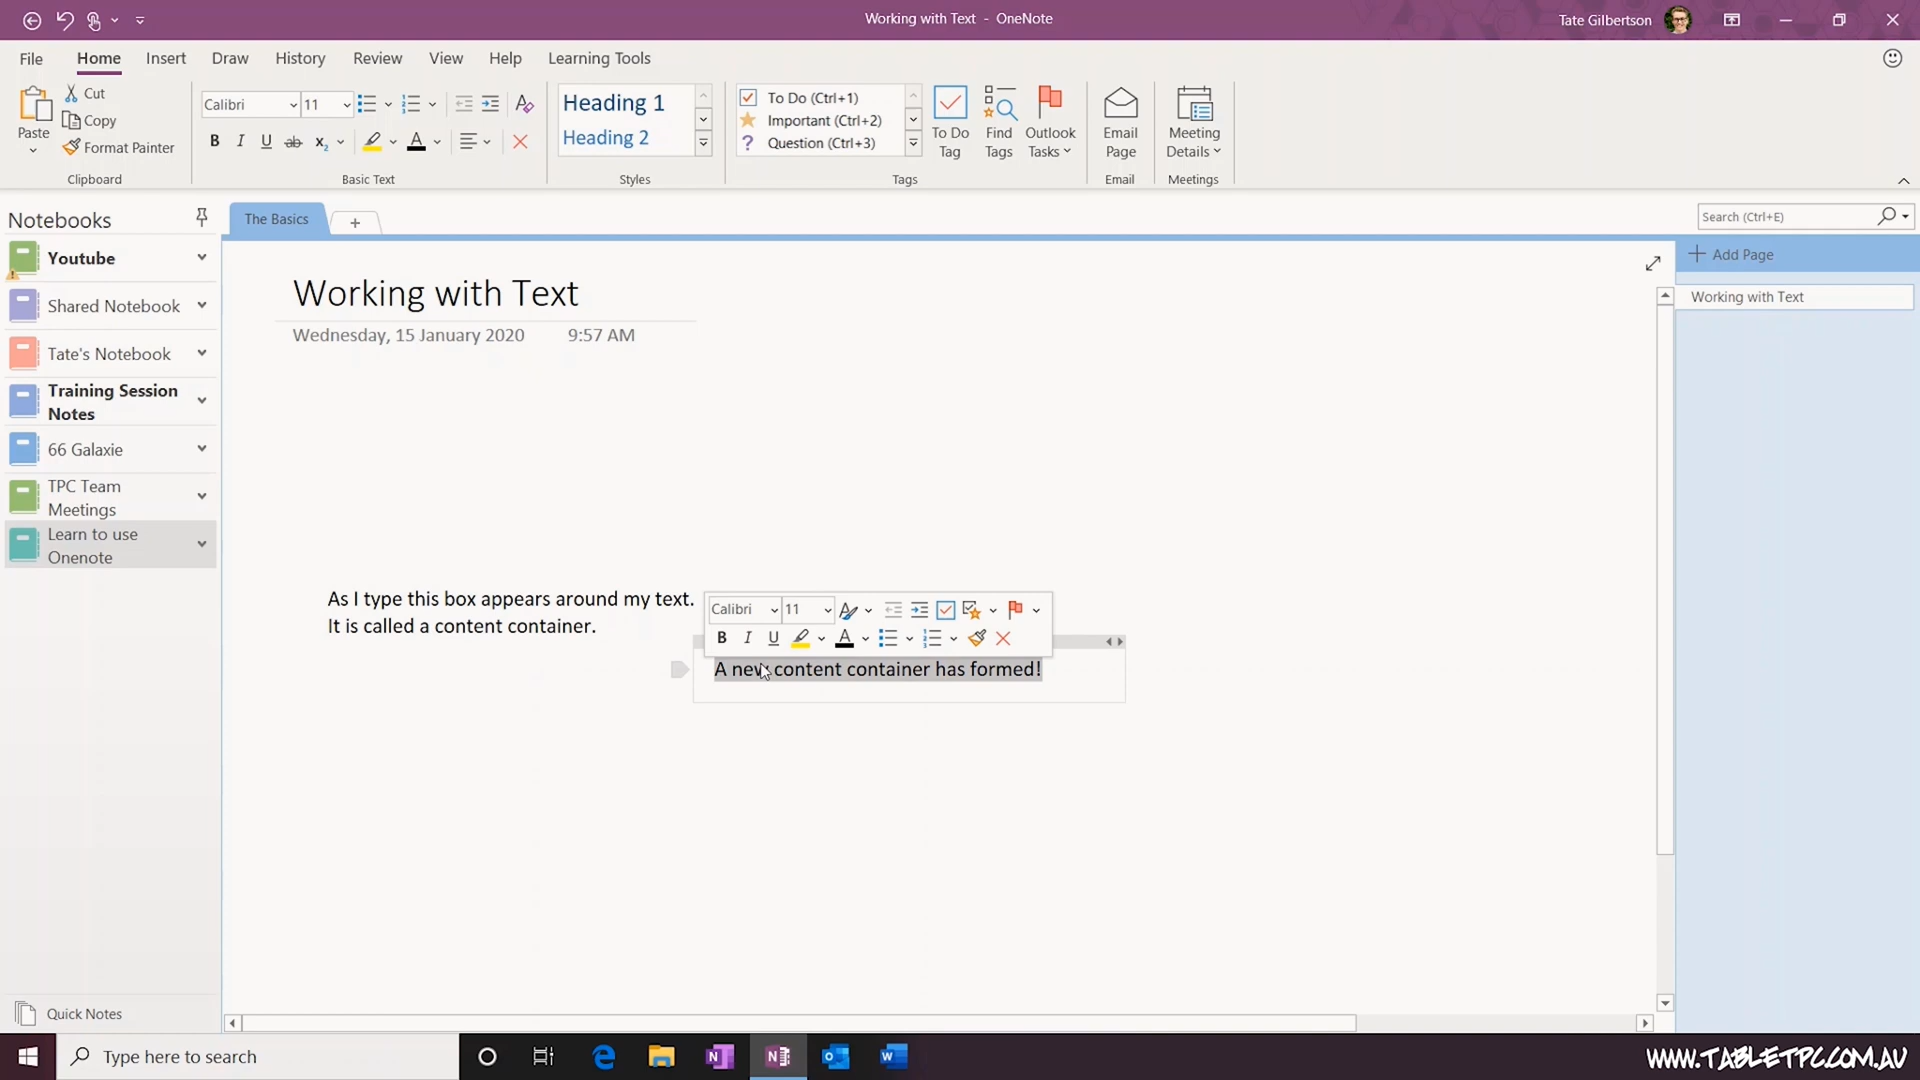 Working with Text - OneNote
Tate Gilbertson
File Home Insert Draw History Review View Help Learning Tools
Paste
Cut
Copy
Format Painter
Clipboard
Calibri 11
B I U ab x₂ A
Basic Text
Heading 1
Heading 2
Styles
To Do (Ctrl+1)
Important (Ctrl+2)
Question (Ctrl+3)
To Do
Tag
Find
Tags
Outlook
Tasks
Tags
Email
Page
Email
Meeting
Details
Meetings
Notebooks
Youtube
Shared Notebook
Tate's Notebook
Training Session
Notes
66 Galaxie
TPC Team
Meetings
Learn to use
Onenote
Quick Notes
The Basics
Search (Ctrl+E)
Add Page
Working with Text
Working with Text
Wednesday, 15 January 2020 9:57 AM
As I type this box appears around my text.
It is called a content container.
Calibri 11
B I U A
A new content container has formed!
Type here to search
WWW.TABLETPC.COM.AU